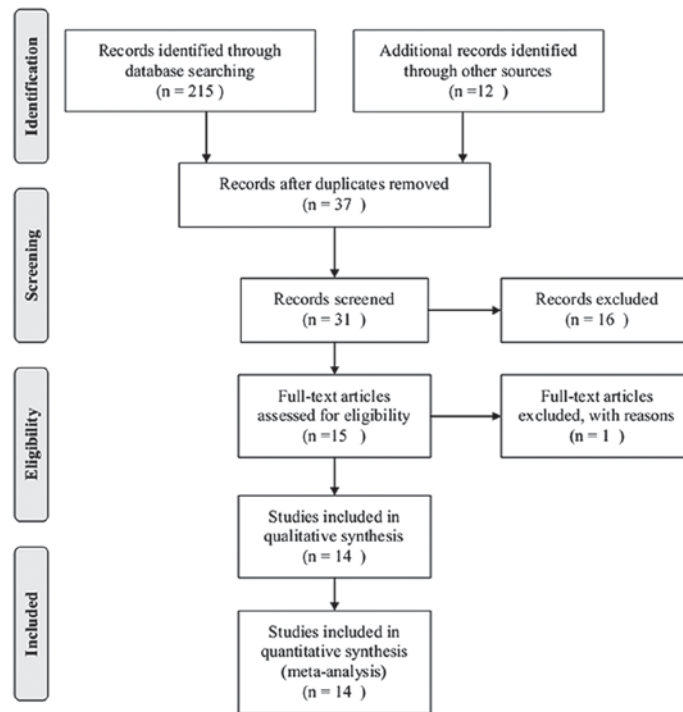 Identification
Records identified through
database searching
(n = 215 )
Additional records identified
through other sources
(n =12 )
Records after duplicates removed
(n = 37 )
Screening
Records screened
(n = 31 )
Records excluded
(n = 16 )
Eligibility
Full-text articles
assessed for eligibility
(n =15 )
Full-text articles
excluded, with reasons
(n = 1 )
Studies included in
qualitative synthesis
(n = 14 )
Included
Studies included in
quantitative synthesis
(meta-analysis)
(n = 14 )